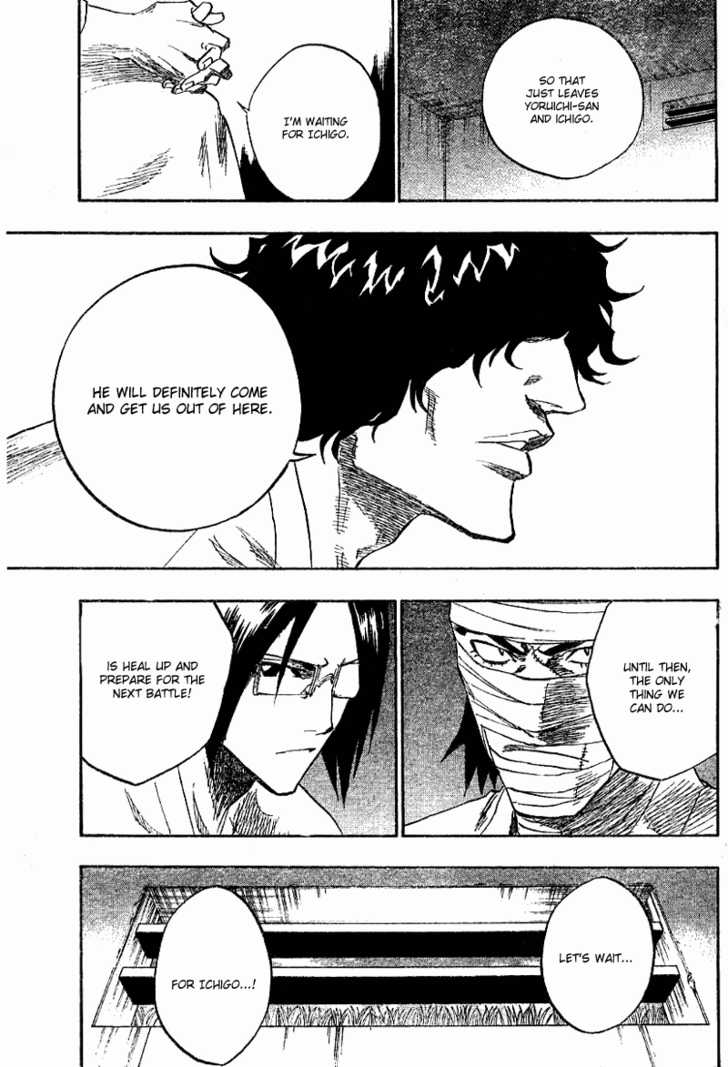 SO THAT
JUST LEAVES
YORUICHI-SAN
AND ICHIGO.
I'M WAITING
FOR ICHIGO.
HE WILL DEFINITELY COME
AND GET US OUT OF HERE.
UNTIL THEN,
THE ONLY
THING WE
CAN DO...
IS HEAL UP AND
PREPARE FOR THE
NEXT BATTLE!
LET'S WAIT...
FOR ICHIGO...!